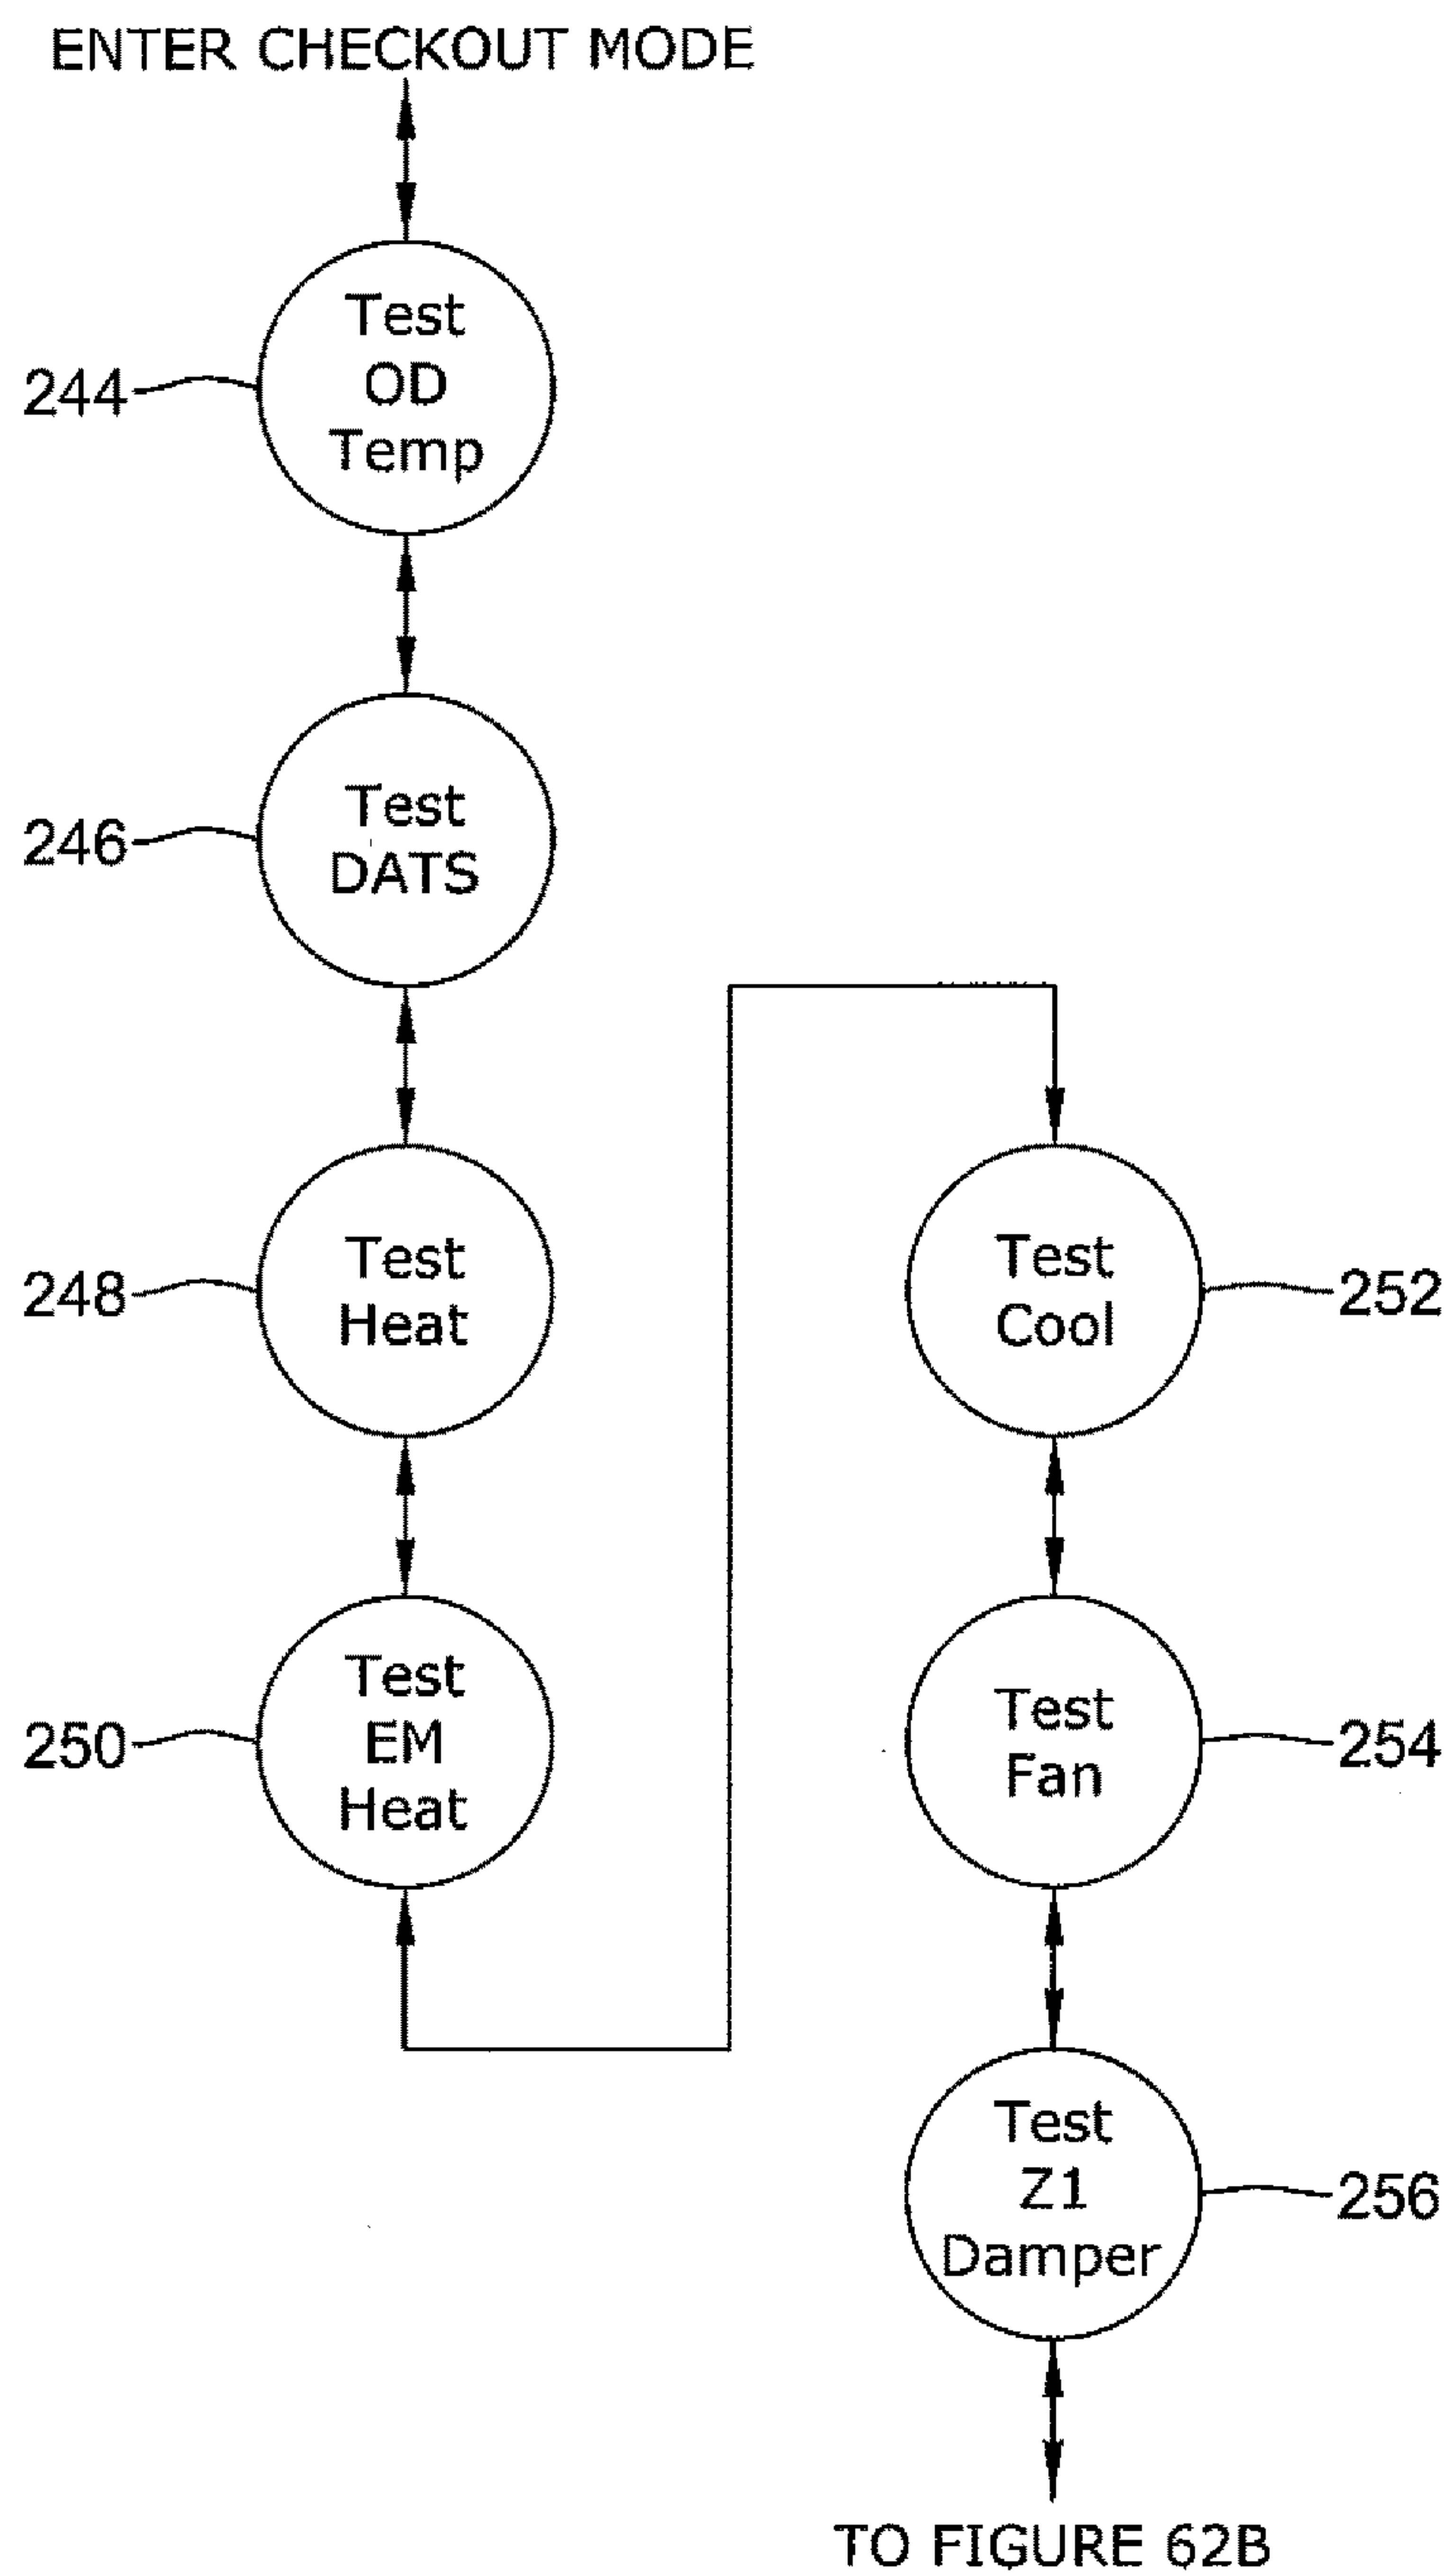 ENTER CHECKOUT MODE
Test
OD
Temp
244
Test
DATS
246
Test
Heat
248
Test
EM
Heat
250
Test
Cool
252
Test
Fan
254
Test
Z1
Damper
256
TO FIGURE 62B